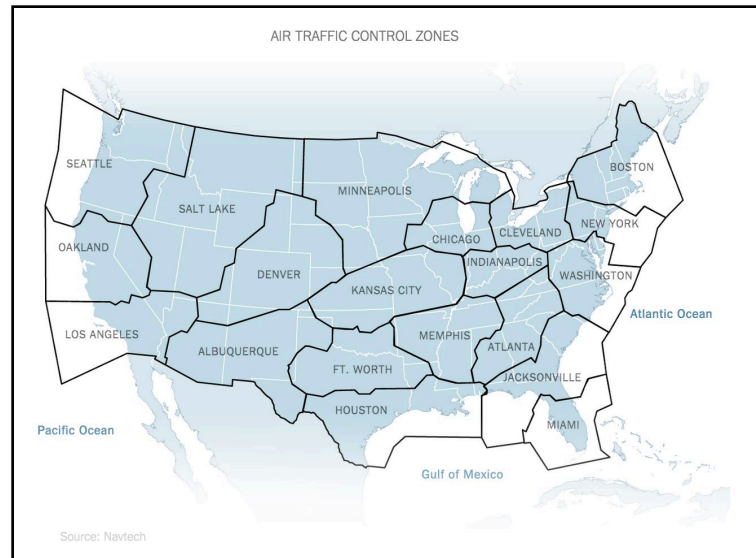 AIR TRAFFIC CONTROL ZONES
SEATTLE
BOSTON
MINNEAPOLIS
SALT LAKE
NEW YORK
CHICAGO
CLEVELAND
OAKLAND
INDIANAPOLIS
DENVER
WASHINGTON
KANSAS CITY
Atlantic Ocean
LOS ANGELES
MEMPHIS
ATLANTA
ALBUQUERQUE
FT. WORTH
JACKSONVILLE
HOUSTON
MIAMI
Pacific Ocean
Gulf of Mexico
Source: Navtech